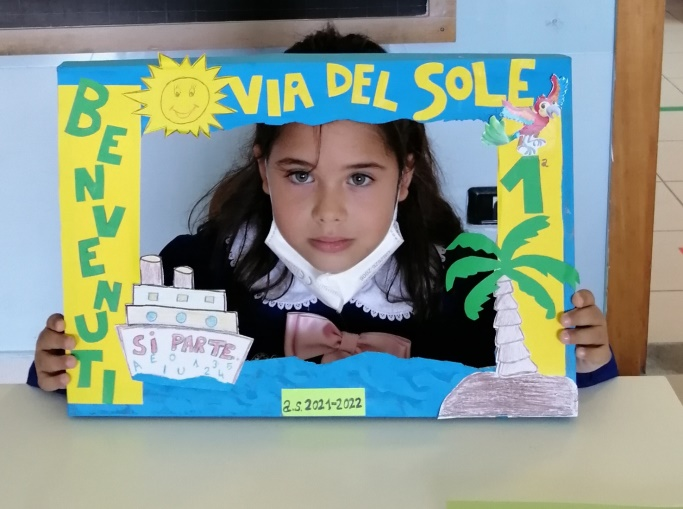 VIA DEL SOLE
BENVENUTI
1ª
SI PARTE
a.s. 2021-2022